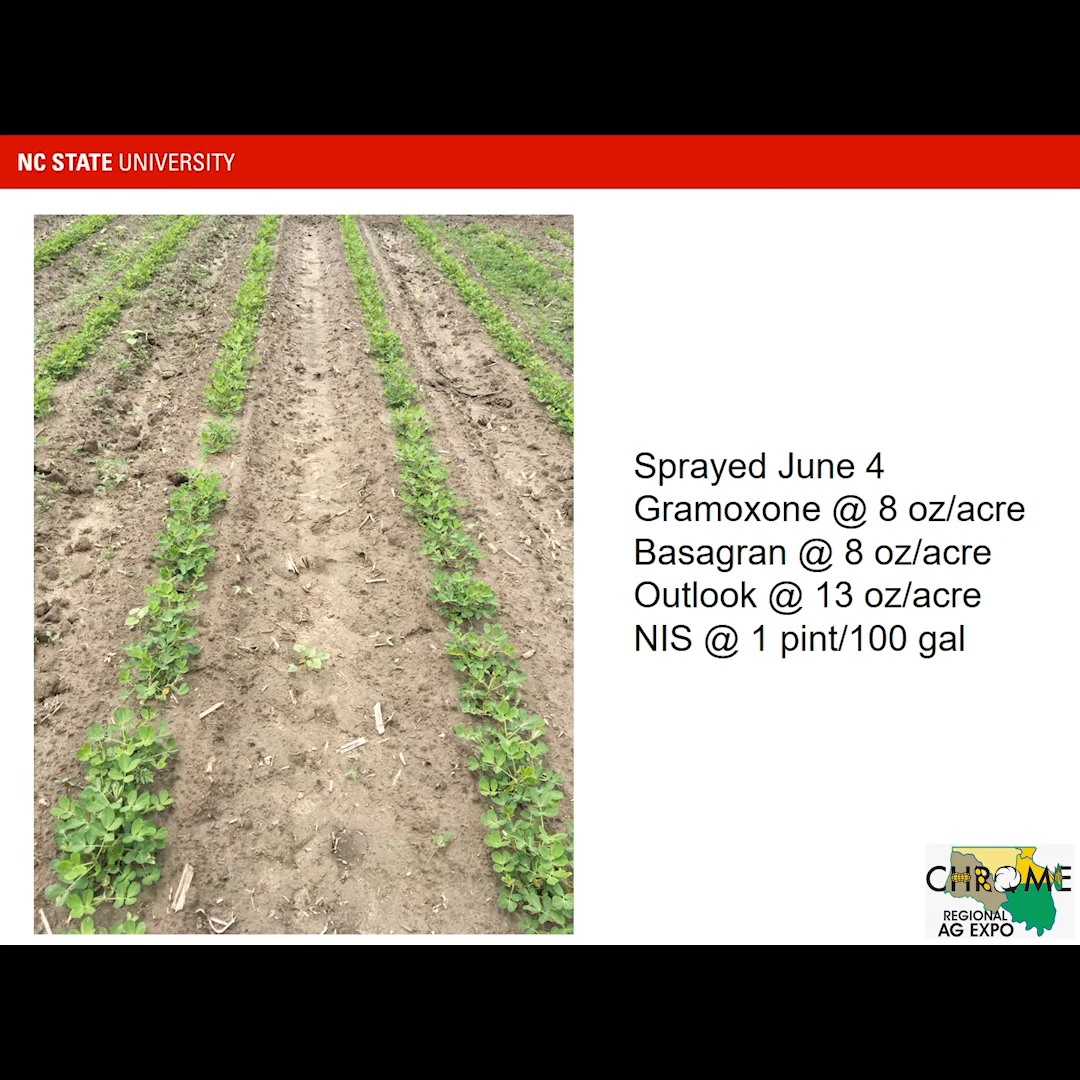 NC STATE UNIVERSITY
Sprayed June 4
Gramoxone @ 8 oz/acre
Basagran @ 8 oz/acre
Outlook @ 13 oz/acre
NIS @ 1 pint/100 gal
CHROME
REGIONAL
AG EXPO